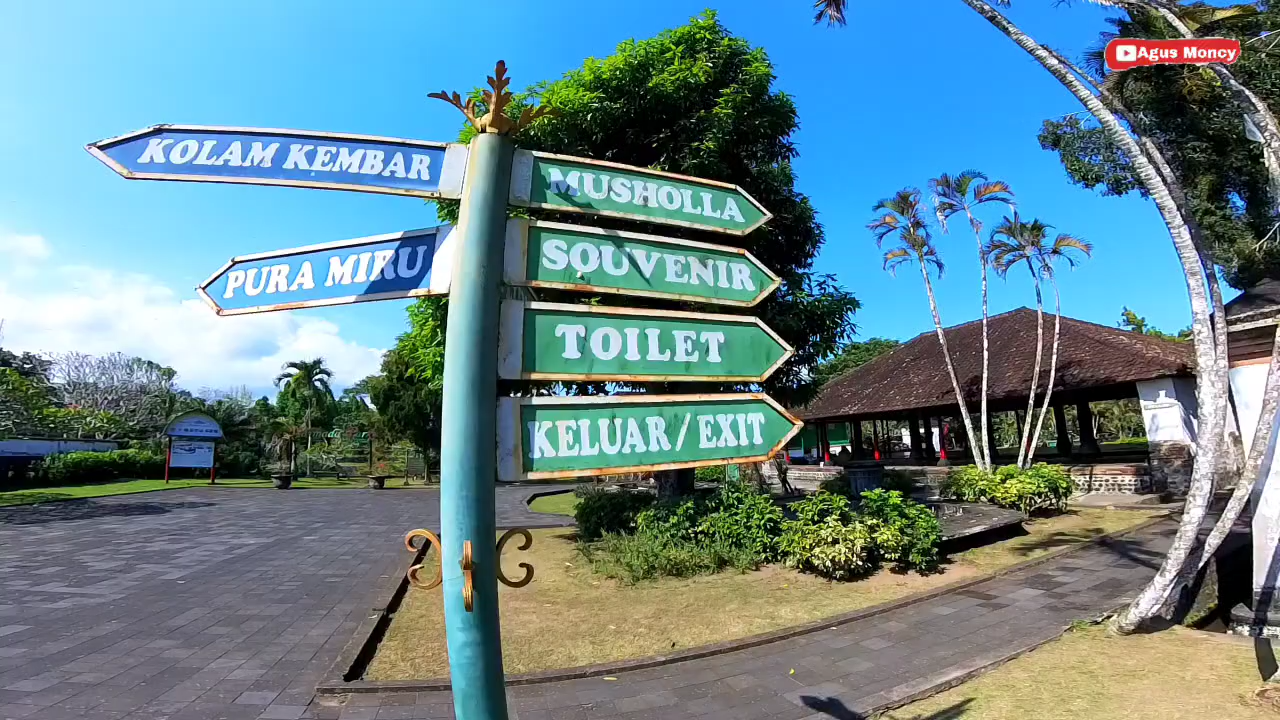 Agus Moncy
KOLAM KEMBAR
MUSHOLLA
PURA MIRU
SOUVENIR
TOILET
KELUAR / EXIT